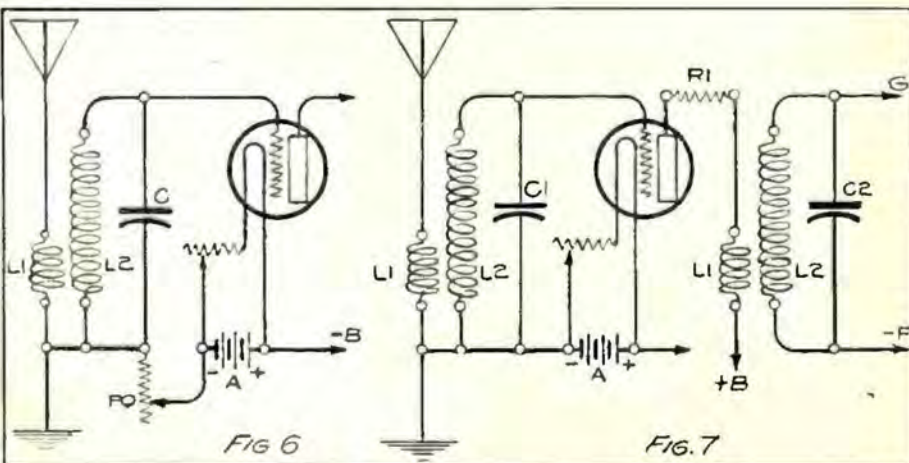 L1
L2
C
PO
-
A
+
-B
FIG 6
L1
L2
C1
-
A
+
R1
L1
+B
L2
C2
G
-F
FIG. 7